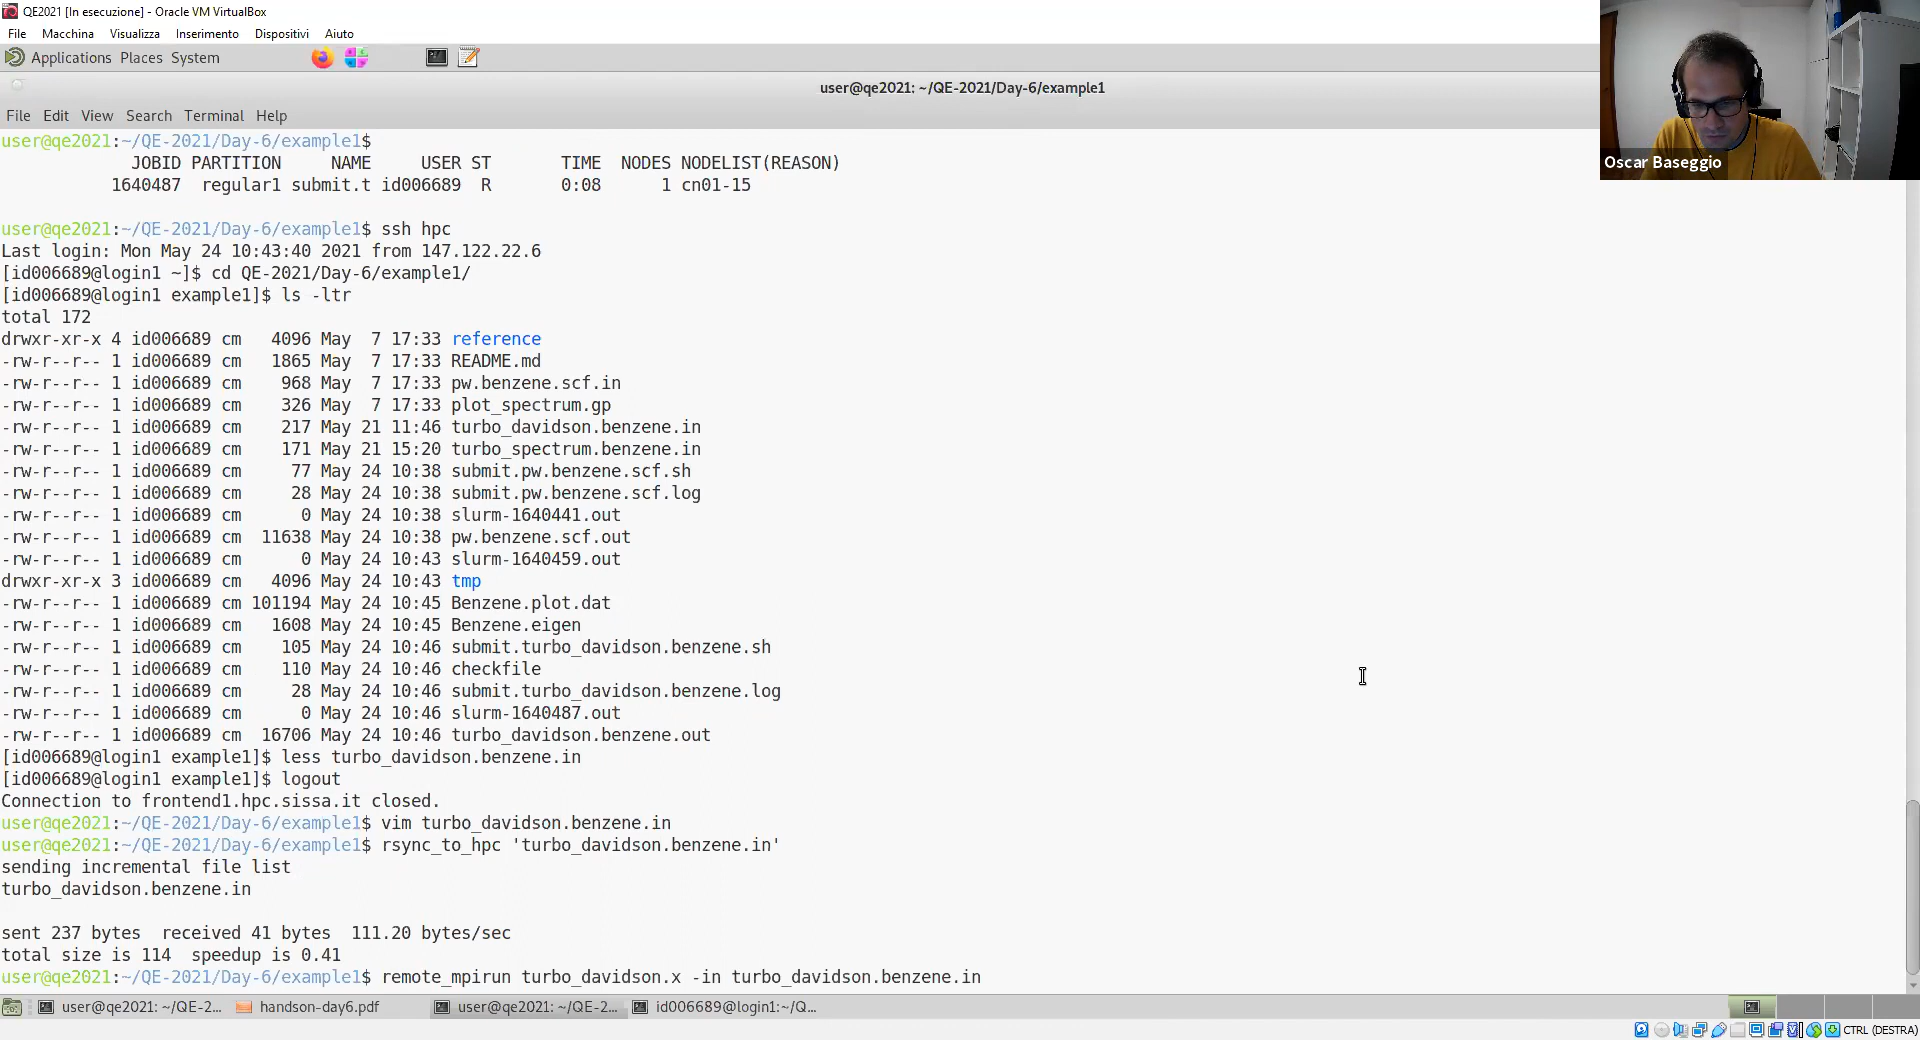 QE2021 [In esecuzione] - Oracle VM VirtualBox
File Macchina Visualizza Inserimento Dispositivi Aiuto
Applications Places System
user@qe2021: ~/QE-2021/Day-6/example1
File Edit View Search Terminal Help
Oscar Baseggio
user@qe2021:~/QE-2021/Day-6/example1$
JOBID PARTITION NAME USER ST TIME NODES NODELIST(REASON)
1640487 regular1 submit.t id006689 R 0:08 1 cn01-15
user@qe2021:~/QE-2021/Day-6/example1$ ssh hpc
Last login: Mon May 24 10:43:40 2021 from 147.122.22.6
[id006689@login1 ~]$ cd QE-2021/Day-6/example1/
[id006689@login1 example1]$ ls -ltr
total 172
drwxr-xr-x 4 id006689 cm 4096 May 7 17:33 reference
-rw-r--r-- 1 id006689 cm 1865 May 7 17:33 README.md
-rw-r--r-- 1 id006689 cm 968 May 7 17:33 pw.benzene.scf.in
-rw-r--r-- 1 id006689 cm 326 May 7 17:33 plot_spectrum.gp
-rw-r--r-- 1 id006689 cm 217 May 21 11:46 turbo_davidson.benzene.in
-rw-r--r-- 1 id006689 cm 171 May 21 15:20 turbo_spectrum.benzene.in
-rw-r--r-- 1 id006689 cm 77 May 24 10:38 submit.pw.benzene.scf.sh
-rw-r--r-- 1 id006689 cm 28 May 24 10:38 submit.pw.benzene.scf.log
-rw-r--r-- 1 id006689 cm 0 May 24 10:38 slurm-1640441.out
-rw-r--r-- 1 id006689 cm 11638 May 24 10:38 pw.benzene.scf.out
-rw-r--r-- 1 id006689 cm 0 May 24 10:43 slurm-1640459.out
drwxr-xr-x 3 id006689 cm 4096 May 24 10:43 tmp
-rw-r--r-- 1 id006689 cm 101194 May 24 10:45 Benzene.plot.dat
-rw-r--r-- 1 id006689 cm 1608 May 24 10:45 Benzene.eigen
-rw-r--r-- 1 id006689 cm 105 May 24 10:46 submit.turbo_davidson.benzene.sh
-rw-r--r-- 1 id006689 cm 110 May 24 10:46 checkfile
-rw-r--r-- 1 id006689 cm 28 May 24 10:46 submit.turbo_davidson.benzene.log
-rw-r--r-- 1 id006689 cm 0 May 24 10:46 slurm-1640487.out
-rw-r--r-- 1 id006689 cm 16706 May 24 10:46 turbo_davidson.benzene.out
[id006689@login1 example1]$ less turbo_davidson.benzene.in
[id006689@login1 example1]$ logout
Connection to frontend1.hpc.sissa.it closed.
user@qe2021:~/QE-2021/Day-6/example1$ vim turbo_davidson.benzene.in
user@qe2021:~/QE-2021/Day-6/example1$ rsync_to_hpc 'turbo_davidson.benzene.in'
sending incremental file list
turbo_davidson.benzene.in
sent 237 bytes received 41 bytes 111.20 bytes/sec
total size is 114 speedup is 0.41
user@qe2021:~/QE-2021/Day-6/example1$ remote_mpirun turbo_davidson.x -in turbo_davidson.benzene.in
user@qe2021: ~/QE-2... handson-day6.pdf user@qe2021: ~/QE-2... id006689@login1:~/Q...
CTRL (DESTRA)